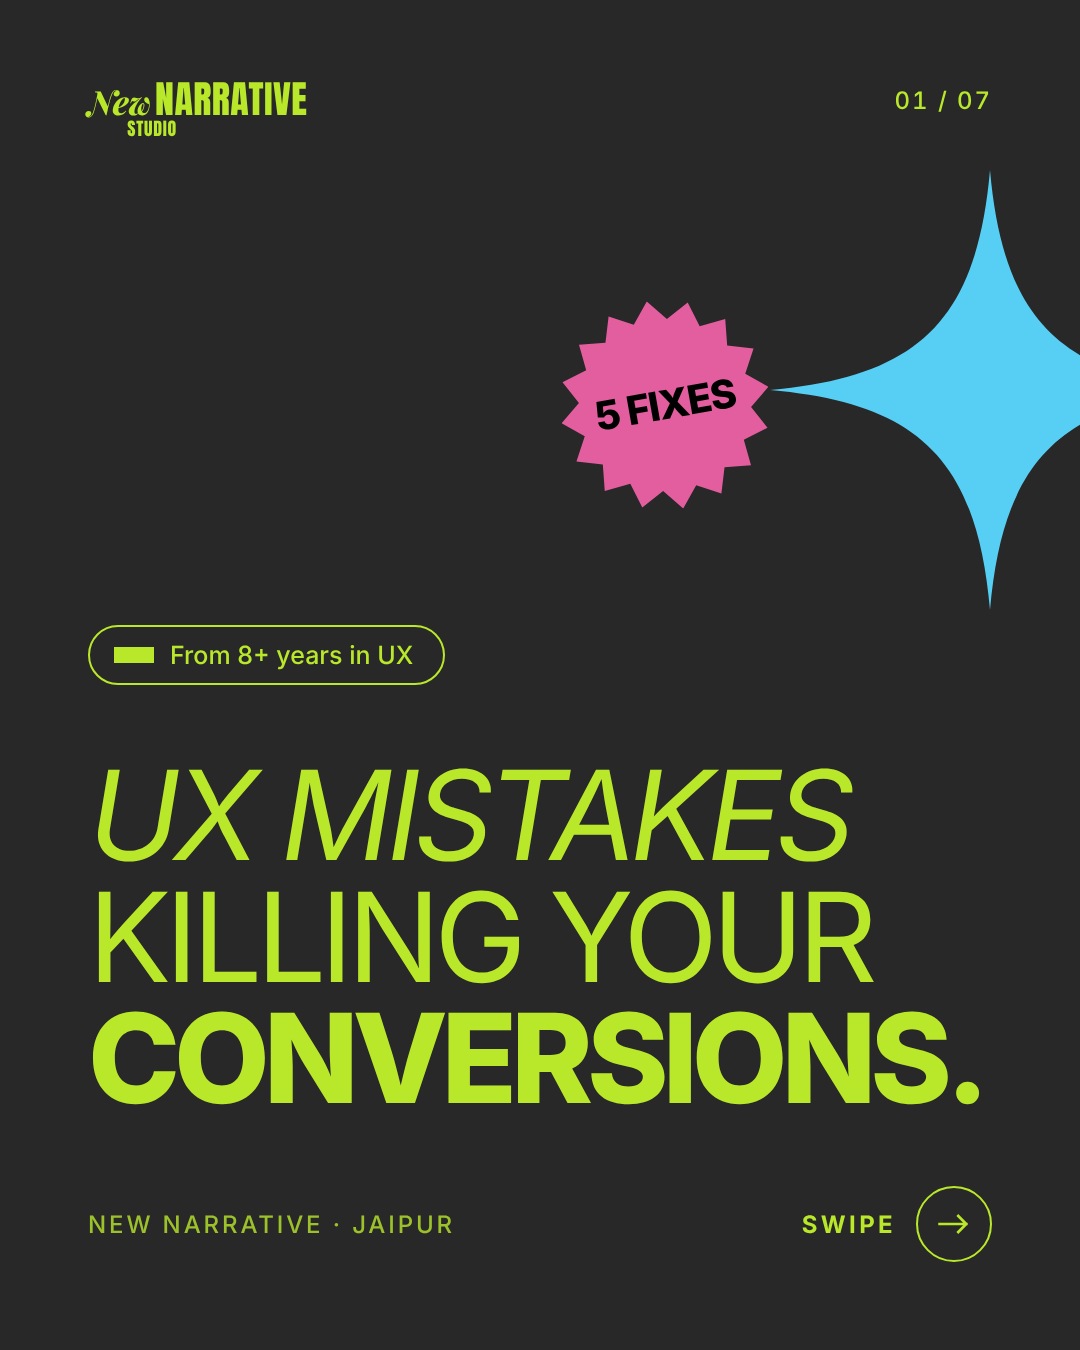 New NARRATIVE
STUDIO
01 / 07
5 FIXES
From 8+ years in UX
UX MISTAKES
KILLING YOUR
CONVERSIONS.
NEW NARRATIVE · JAIPUR
SWIPE →